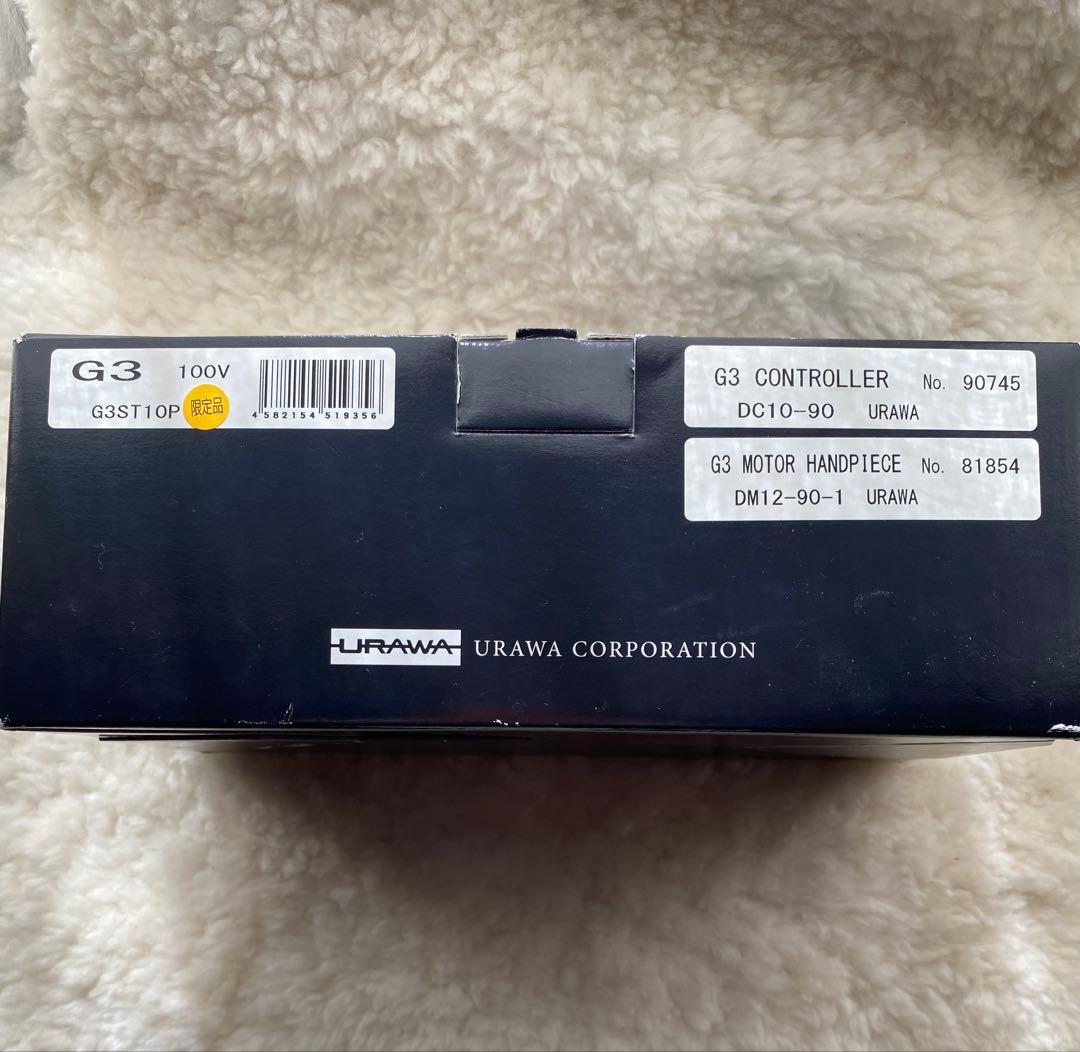 G3 100V
G3ST10P 限定品
4 582154 519356
G3 CONTROLLER No. 90745
DC10-90 URAWA
G3 MOTOR HANDPIECE No. 81854
DM12-90-1 URAWA
URAWA URAWA CORPORATION